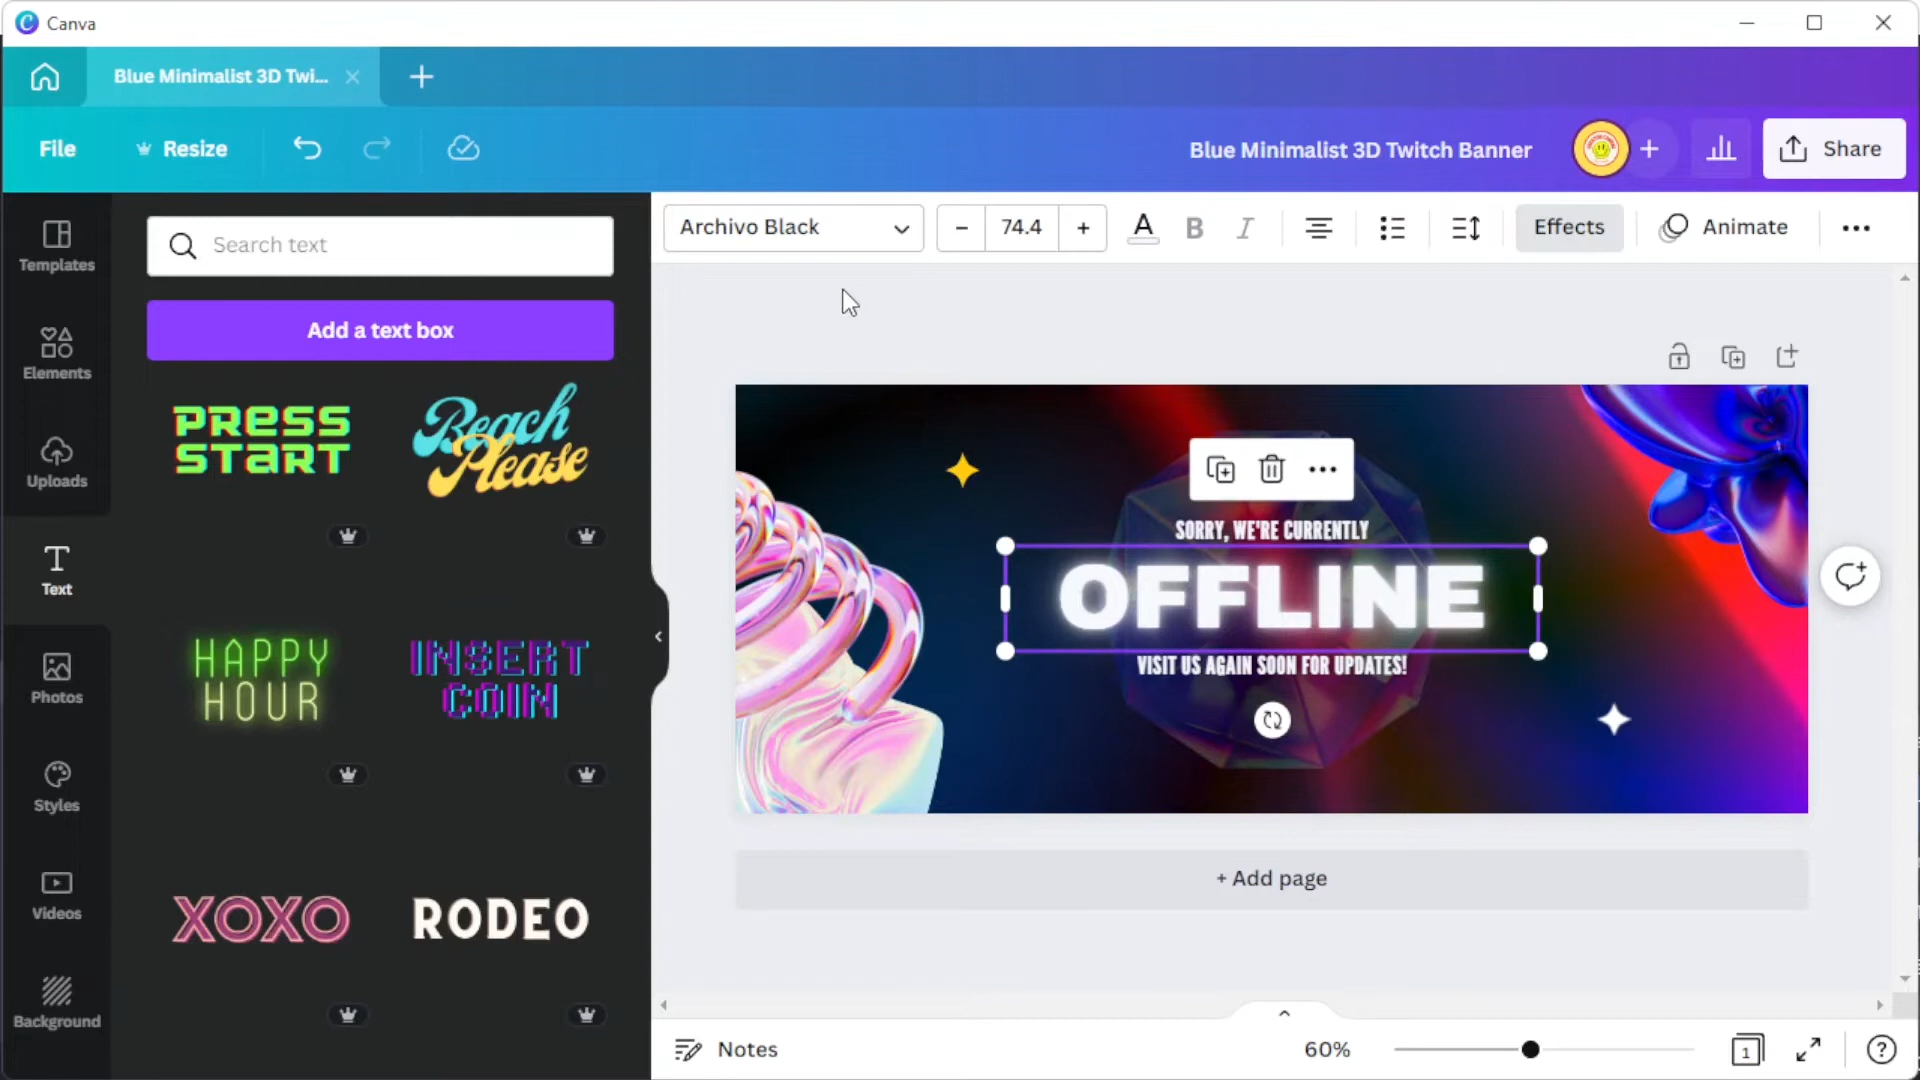 Canva
Blue Minimalist 3D Twi...
File
Resize
Blue Minimalist 3D Twitch Banner
Share
Templates
Elements
Uploads
Text
Photos
Styles
Videos
Background
Search text
Add a text box
PRESS
START
Beach
Please
HAPPY
HOUR
INSERT
COIN
XOXO
RODEO
Archivo Black
– 74.4 +
A B I
Effects
Animate
SORRY, WE'RE CURRENTLY
OFFLINE
VISIT US AGAIN SOON FOR UPDATES!
+ Add page
Notes
60%
1
?